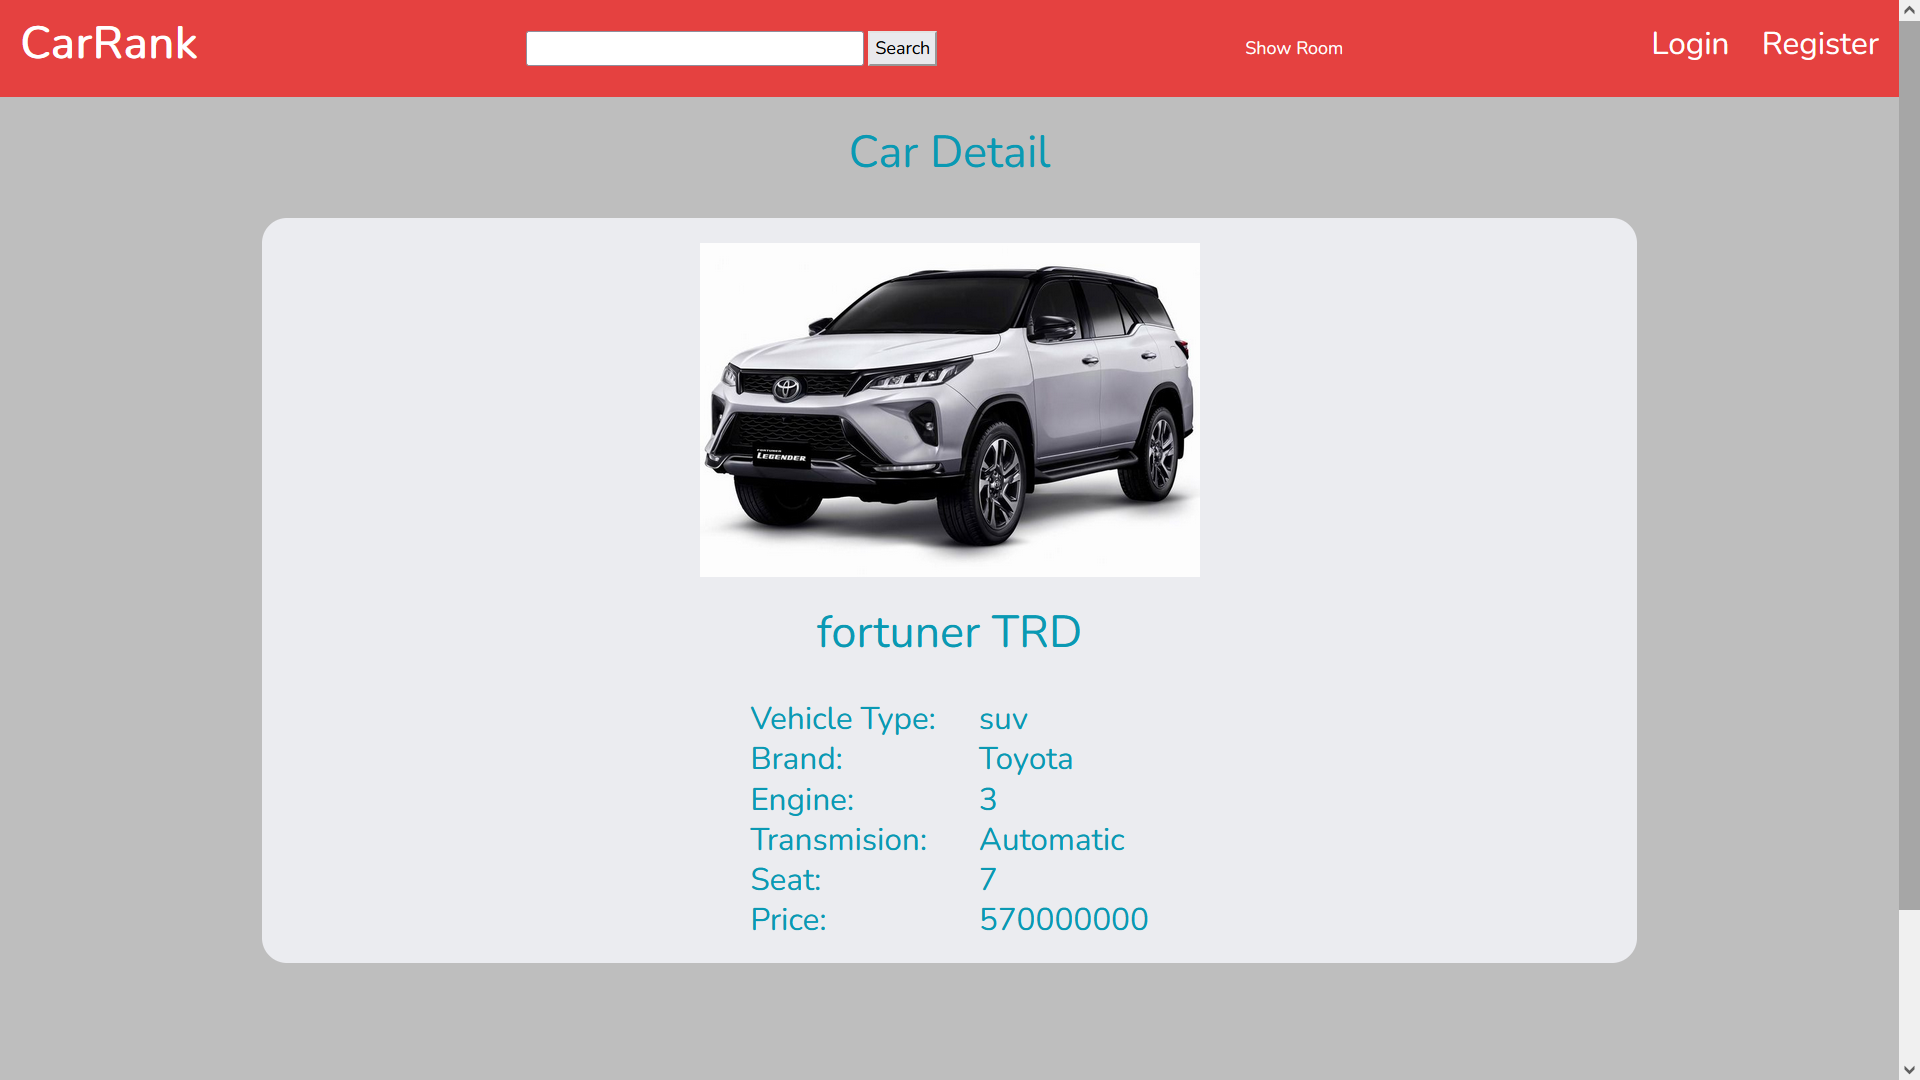 CarRank
Search
Show Room
Login
Register
Car Detail
FORTUNER
LEGENDER
fortuner TRD
Vehicle Type: suv
Brand: Toyota
Engine: 3
Transmision: Automatic
Seat: 7
Price: 570000000